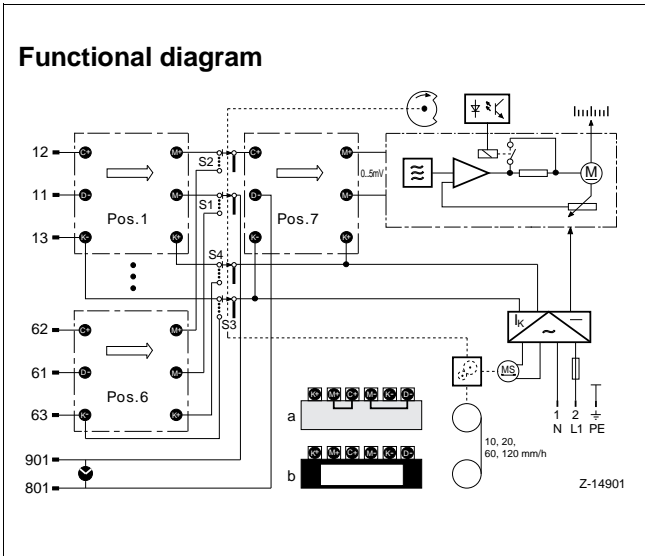 Functional diagram
12 C+ M+ S2 C+ M+
0...5mV M
11 D- M- S1 D- M-
Pos.1 Pos.7
13 K- K+ S4 K- K+
S3
62 C+ M+
IK ~
61 D- M-
Pos.6 MS
63 K- K+
K+ M+ C+ M- K- D-
a
1 2
N L1 PE
901
10, 20,
60, 120 mm/h
K+ M+ C+ M- K- D-
b
801
Z-14901